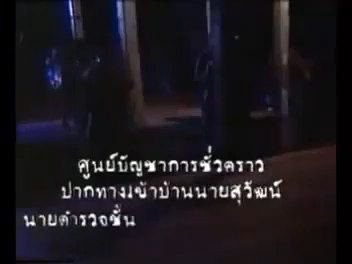 ศูนย์บัญชาการชั่วคราว
ปากทางเข้าบ้านนายสุวัฒน์
นายตำรวจชั้น